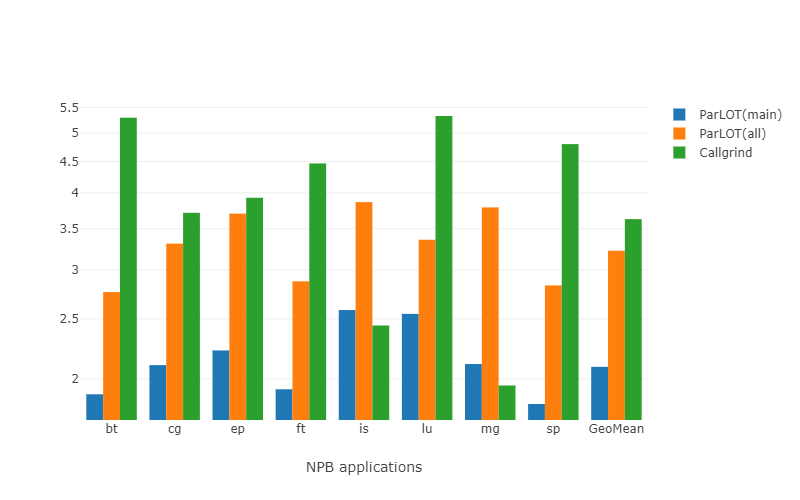 5.5
5
4.5
4
3.5
3
2.5
2
bt cg ep ft is lu mg sp GeoMean
NPB applications
ParLOT(main)
ParLOT(all)
Callgrind